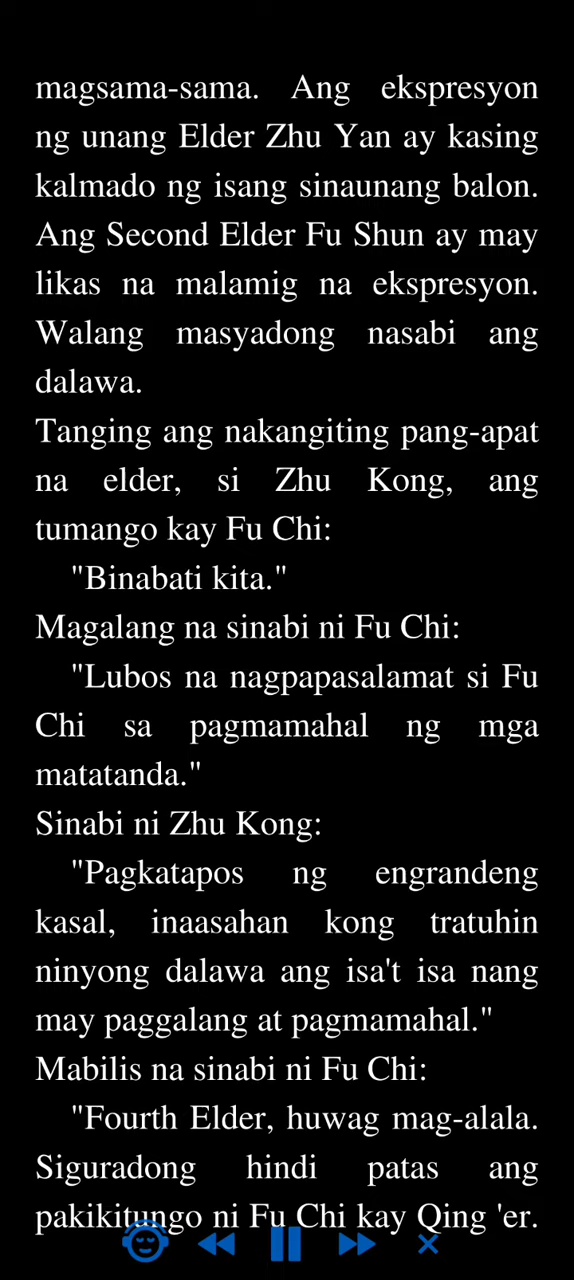 magsama-sama. Ang ekspresyon
ng unang Elder Zhu Yan ay kasing
kalmado ng isang sinaunang balon.
Ang Second Elder Fu Shun ay may
likas na malamig na ekspresyon.
Walang masyadong nasabi ang
dalawa.
Tanging ang nakangiting pang-apat
na elder, si Zhu Kong, ang
tumango kay Fu Chi:
"Binabati kita."
Magalang na sinabi ni Fu Chi:
"Lubos na nagpapasalamat si Fu
Chi sa pagmamahal ng mga
matatanda."
Sinabi ni Zhu Kong:
"Pagkatapos ng engrandeng
kasal, inaasahan kong tratuhin
ninyong dalawa ang isa't isa nang
may paggalang at pagmamahal."
Mabilis na sinabi ni Fu Chi:
"Fourth Elder, huwag mag-alala.
Siguradong hindi patas ang
pakikitungo ni Fu Chi kay Qing 'er.